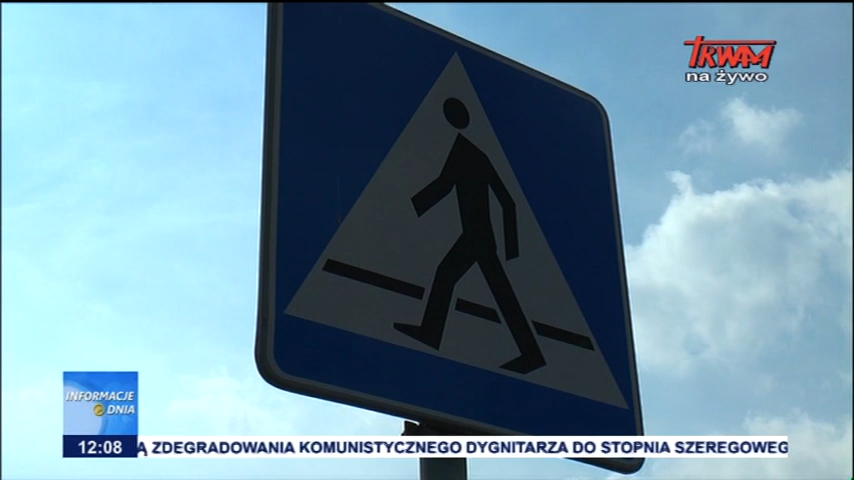 TRWAM
na żywo
INFORMACJE
DNIA
12:08
Ą ZDEGRADOWANIA KOMUNISTYCZNEGO DYGNITARZA DO STOPNIA SZEREGOWEG